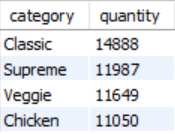 category quantity
Classic 14888
Supreme 11987
Veggie 11649
Chicken 11050